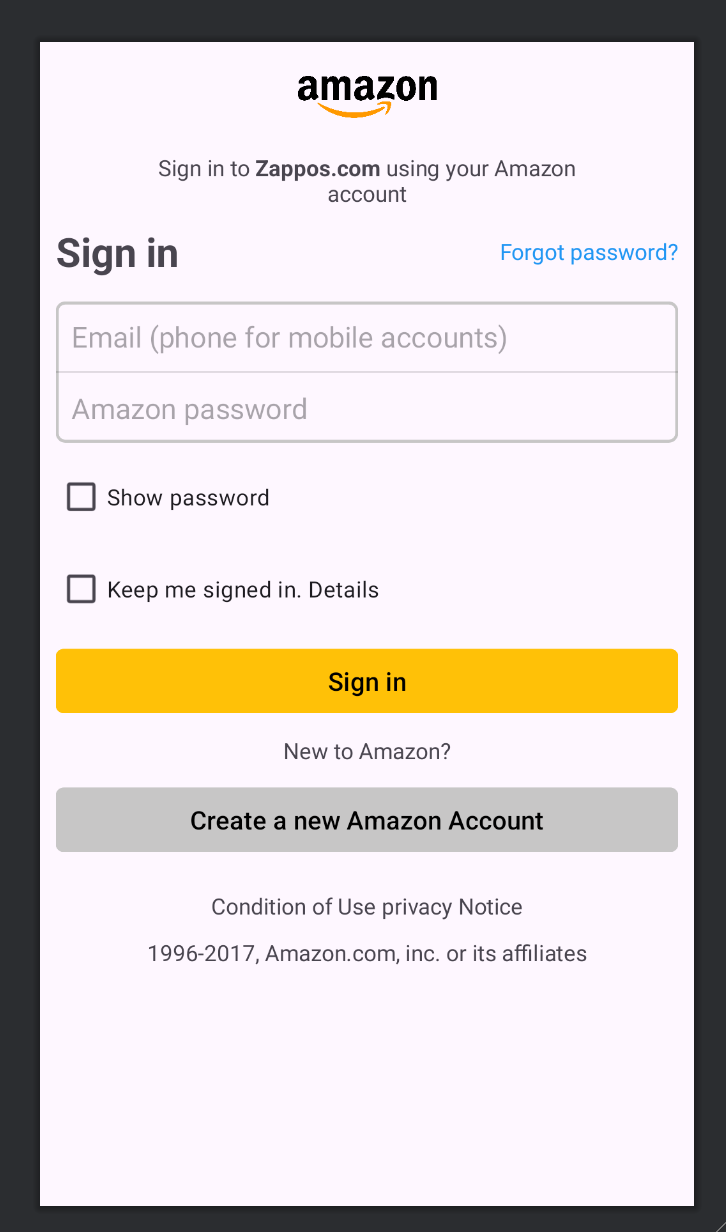 amazon
Sign in to Zappos.com using your Amazon
account
Sign in
Forgot password?
Email (phone for mobile accounts)
Amazon password
Show password
Keep me signed in. Details
Sign in
New to Amazon?
Create a new Amazon Account
Condition of Use privacy Notice
1996-2017, Amazon.com, inc. or its affiliates